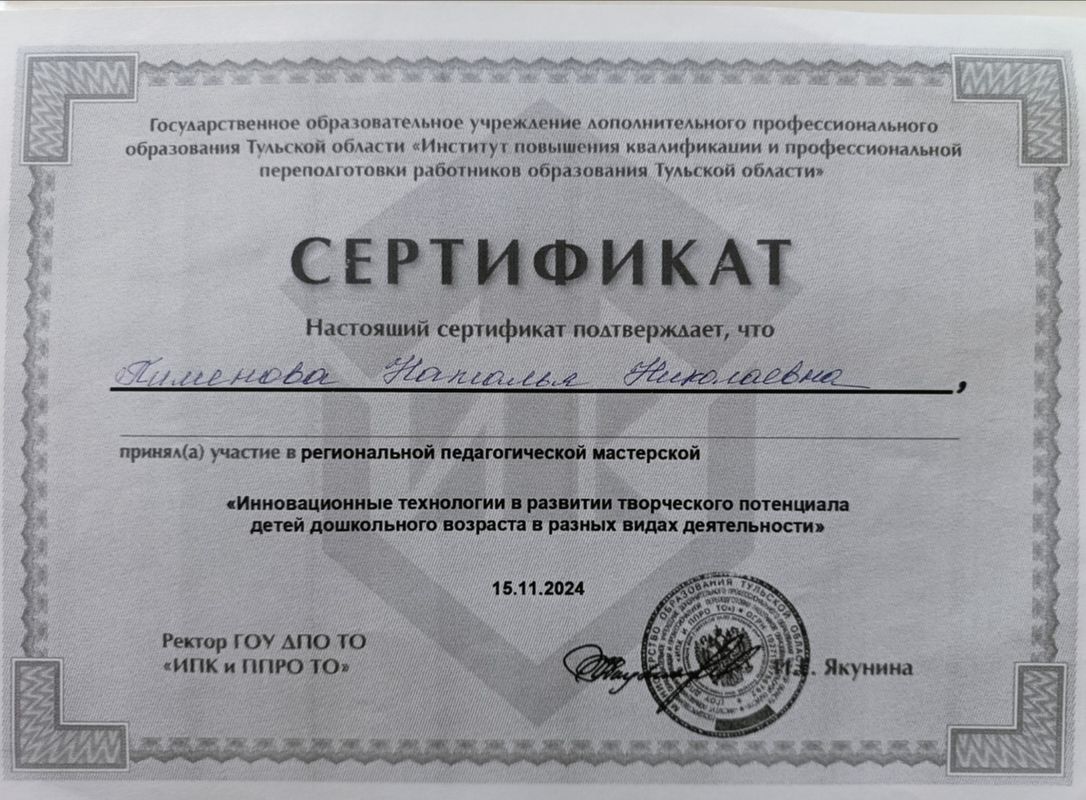 Государственное образовательное учреждение дополнительного профессионального
образования Тульской области «Институт повышения квалификации и профессиональной
переподготовки работников образования Тульской области»
СЕРТИФИКАТ
Настоящий сертификат подтверждает, что
Пименова Наталья Николаевна,
принял(а) участие в региональной педагогической мастерской
«Инновационные технологии в развитии творческого потенциала
детей дошкольного возраста в разных видах деятельности»
15.11.2024
Ректор ГОУ ДПО ТО
«ИПК и ППРО ТО»
Якунина